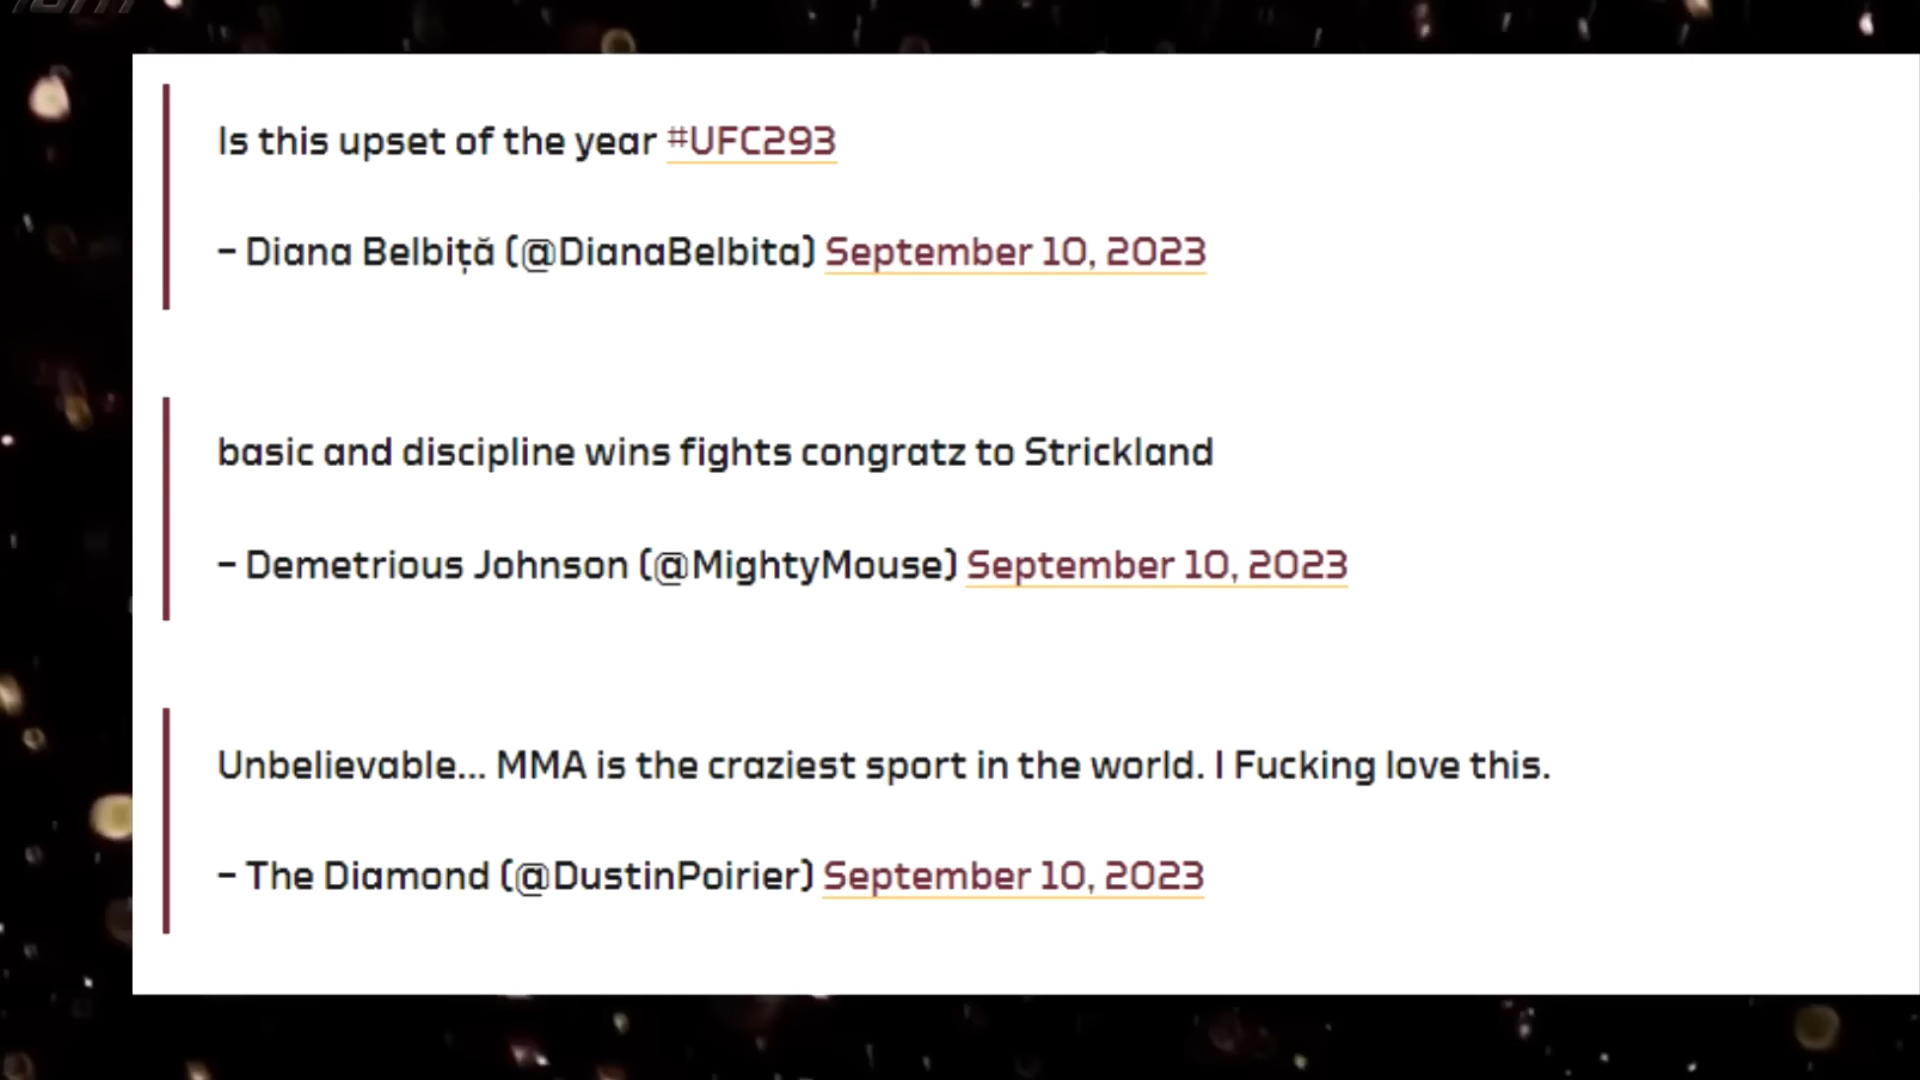 Is this upset of the year #UFC293
– Diana Belbiță (@DianaBelbita) September 10, 2023
basic and discipline wins fights congratz to Strickland
– Demetrious Johnson (@MightyMouse) September 10, 2023
Unbelievable... MMA is the craziest sport in the world. I Fucking love this.
– The Diamond (@DustinPoirier) September 10, 2023